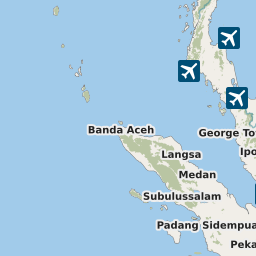 Banda Aceh
George To
Langsa
Ipo
Medan
Subulussalam
Padang Sidempua
Peka